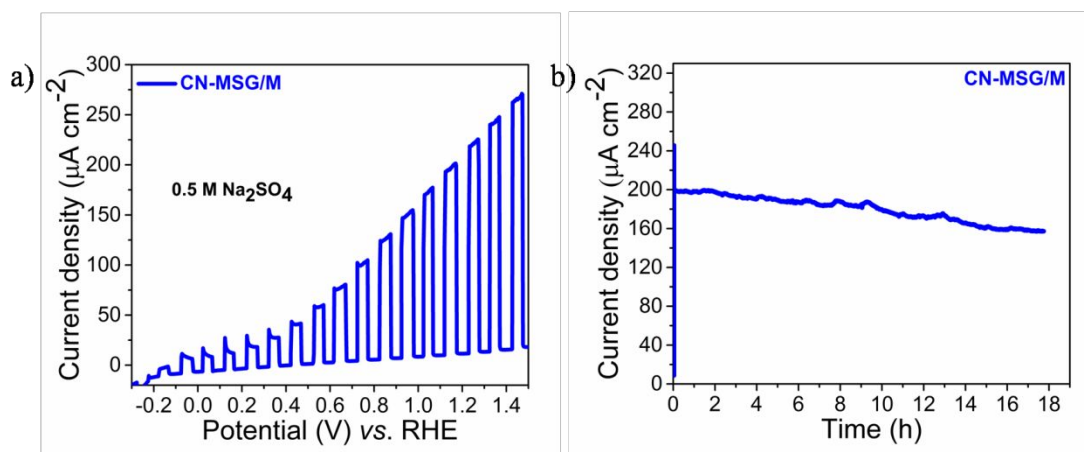 a)
Current density (μA cm⁻²)
300
250
200
150
100
50
0
CN-MSG/M
0.5 M Na₂SO₄
-0.2 0.0 0.2 0.4 0.6 0.8 1.0 1.2 1.4
Potential (V) vs. RHE
b)
Current density (μA cm⁻²)
320
280
240
200
160
120
80
40
0
CN-MSG/M
0 2 4 6 8 10 12 14 16 18
Time (h)